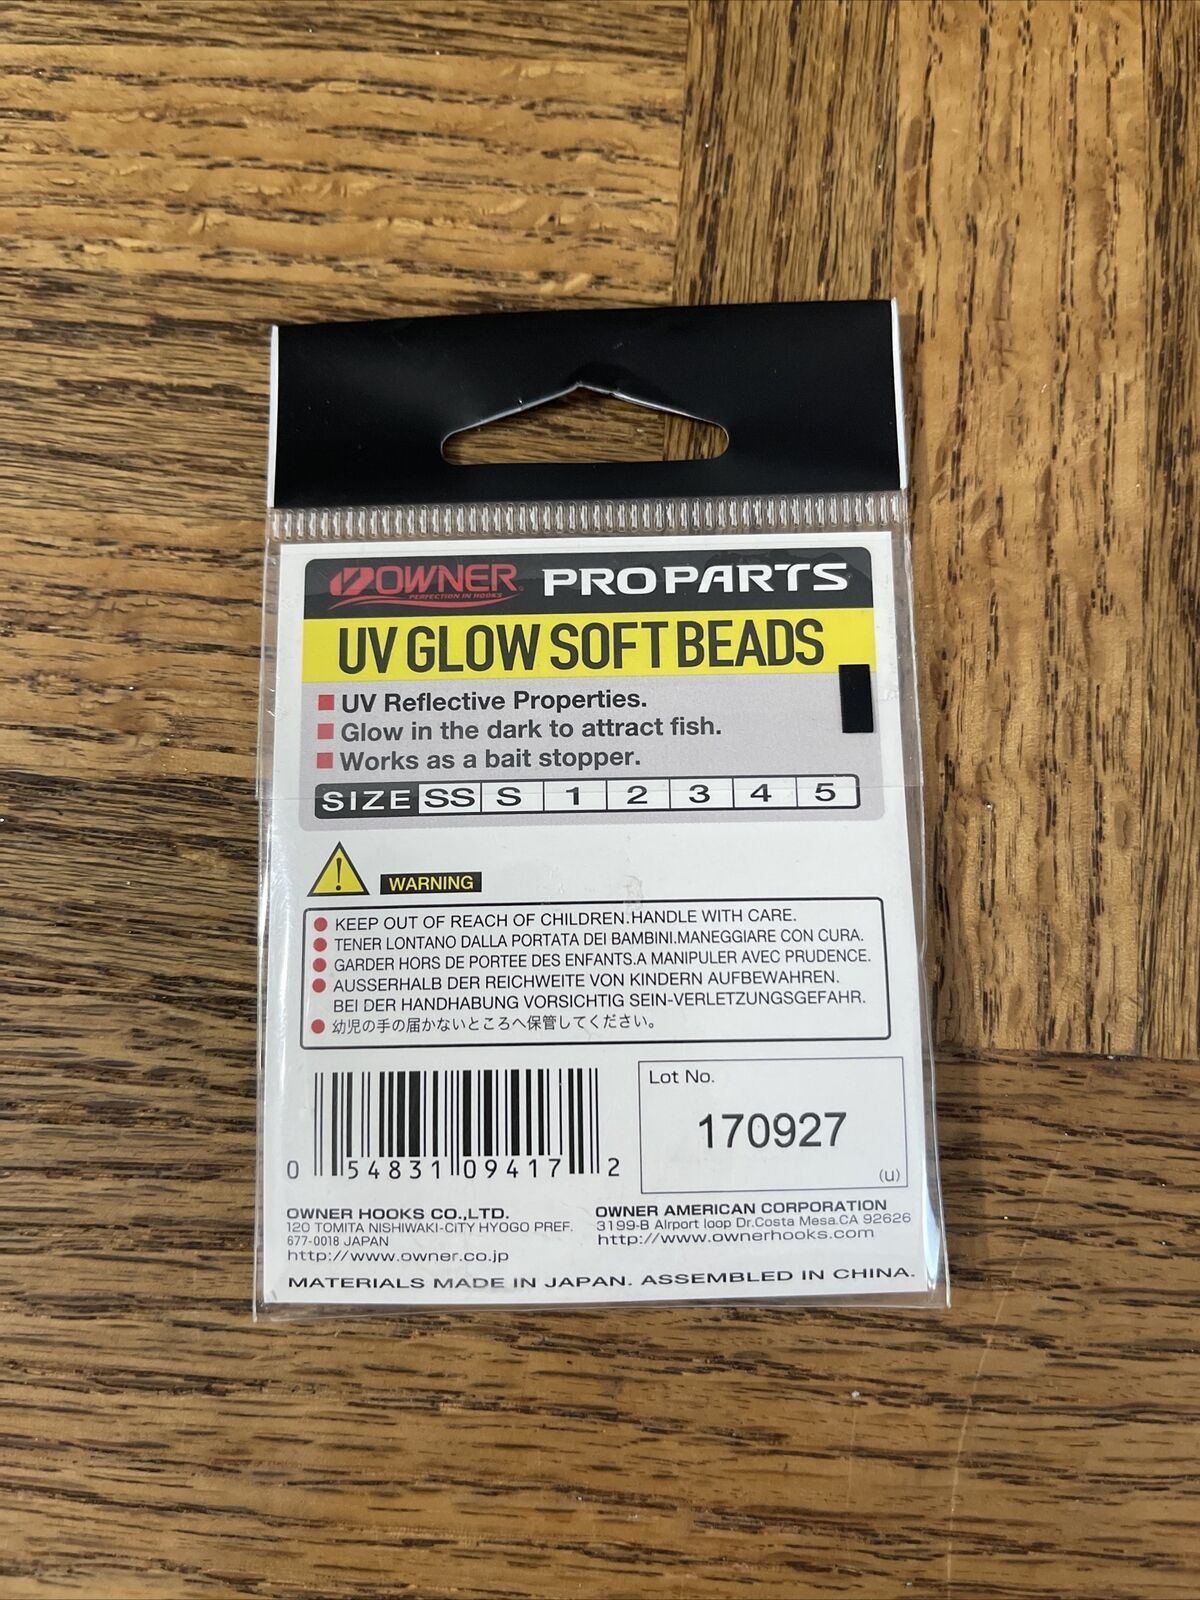 OWNER PRO PARTS
PERFECTION IN HOOKS
UV GLOW SOFT BEADS
UV Reflective Properties.
Glow in the dark to attract fish.
Works as a bait stopper.
SIZE SS S 1 2 3 4 5
WARNING
KEEP OUT OF REACH OF CHILDREN.HANDLE WITH CARE.
TENER LONTANO DALLA PORTATA DEI BAMBINI.MANEGGIARE CON CURA.
GARDER HORS DE PORTEE DES ENFANTS.A MANIPULER AVEC PRUDENCE.
AUSSERHALB DER REICHWEITE VON KINDERN AUFBEWAHREN.
BEI DER HANDHABUNG VORSICHTIG SEIN-VERLETZUNGSGEFAHR.
幼児の手の届かないところへ保管してください。
Lot No.
170927
(u)
0 54831 09417 2
OWNER HOOKS CO.,LTD.
120 TOMITA NISHIWAKI-CITY HYOGO PREF.
677-0018 JAPAN
http://www.owner.co.jp
OWNER AMERICAN CORPORATION
3199-B Airport loop Dr.Costa Mesa.CA 92626
http://www.ownerhooks.com
MATERIALS MADE IN JAPAN. ASSEMBLED IN CHINA.